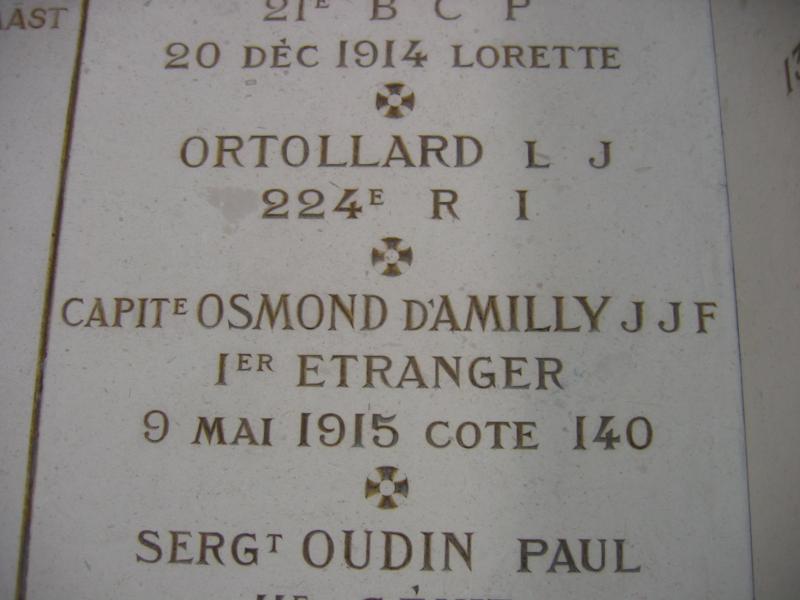 21E B C P
20 DÉC 1914 LORETTE
ORTOLLARD L J
224E R I
CAPITE OSMOND D'AMILLY J J F
1ER ETRANGER
9 MAI 1915 COTE 140
SERGT OUDIN PAUL